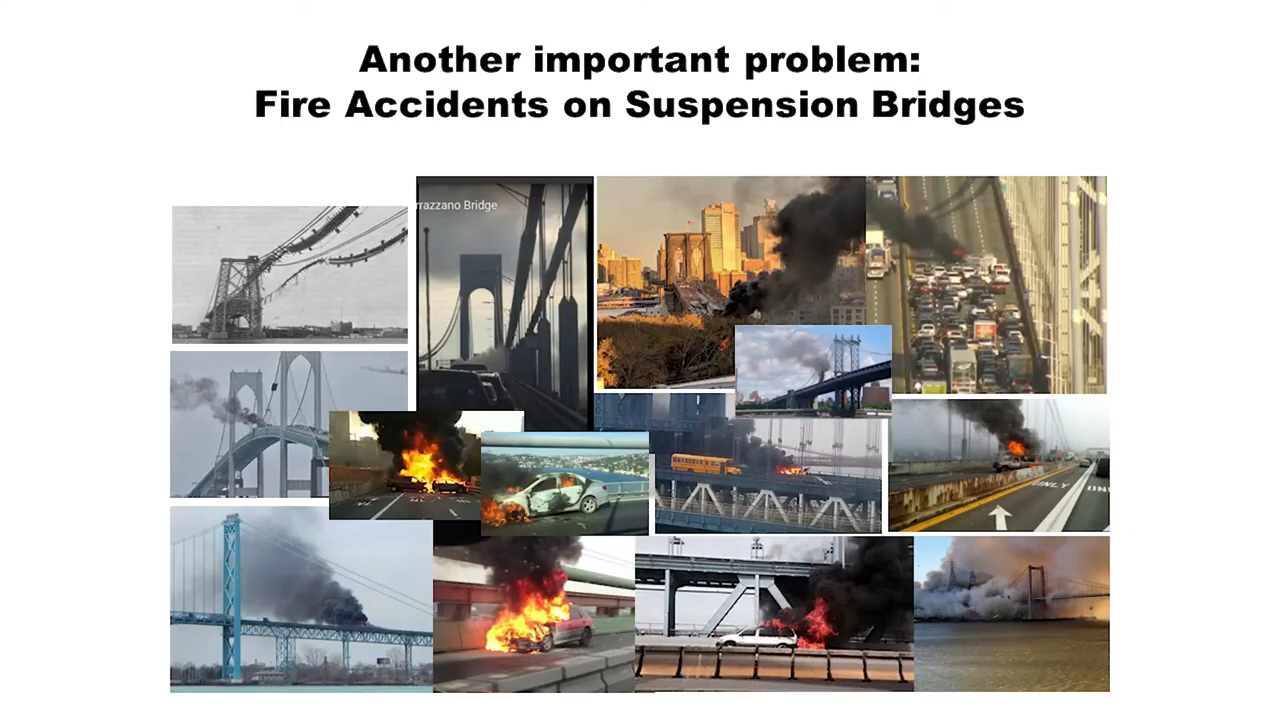 Another important problem:
Fire Accidents on Suspension Bridges
rrazzano Bridge
ONLY